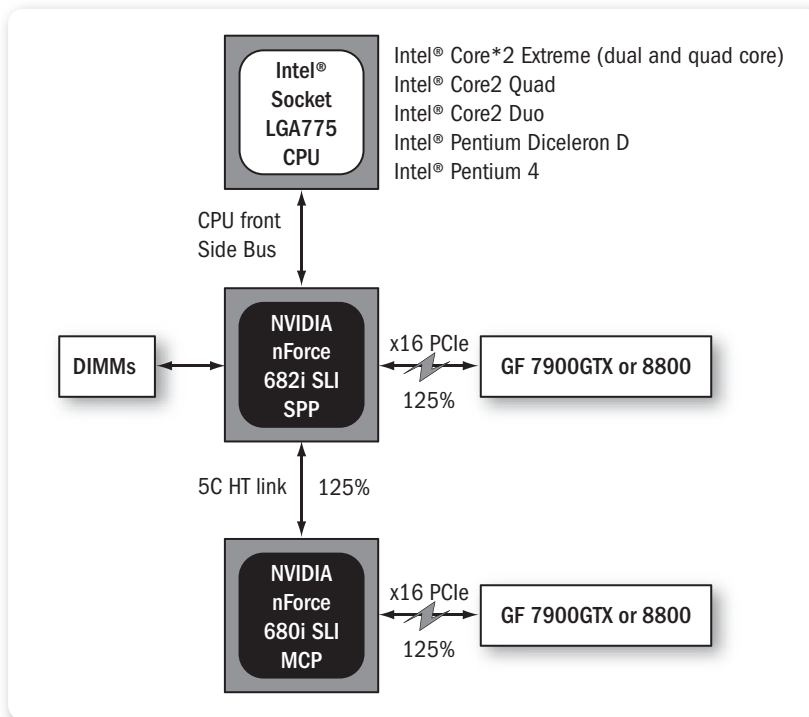 Intel®
Socket
LGA775
CPU
Intel® Core*2 Extreme (dual and quad core)
Intel® Core2 Quad
Intel® Core2 Duo
Intel® Pentium Diceleron D
Intel® Pentium 4
CPU front
Side Bus
DIMMs
NVIDIA
nForce
682i SLI
SPP
x16 PCIe
125%
GF 7900GTX or 8800
5C HT link
125%
NVIDIA
nForce
680i SLI
MCP
x16 PCIe
125%
GF 7900GTX or 8800